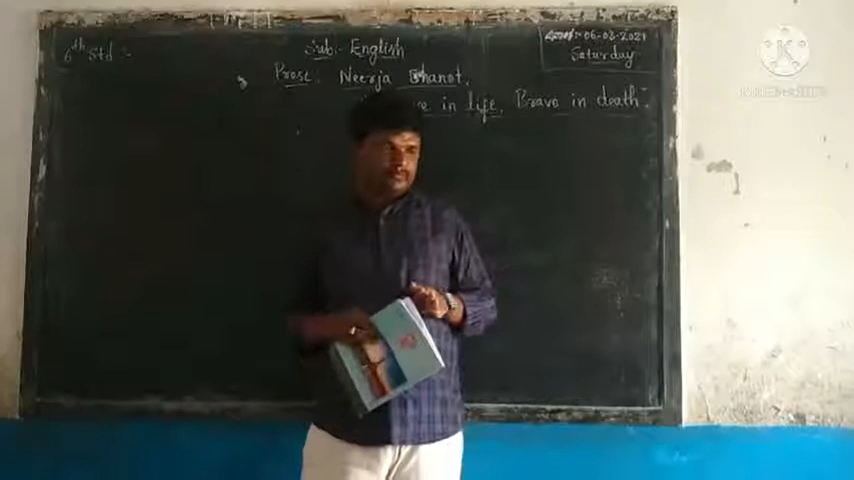 6th Std :-
Sub:- English
06-03-2021
Saturday
Prose: Neerja Bhanot.
e in life, Brave in death.
K